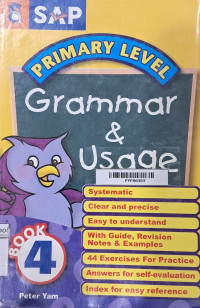 SAP
PRIMARY LEVEL
Grammar
&
Usage
Systematic
Clear and precise
Easy to understand
With Guide, Revision
Notes & Examples
44 Exercises For Practice
Answers for self-evaluation
Index for easy reference
BOOK
4
Peter Yam